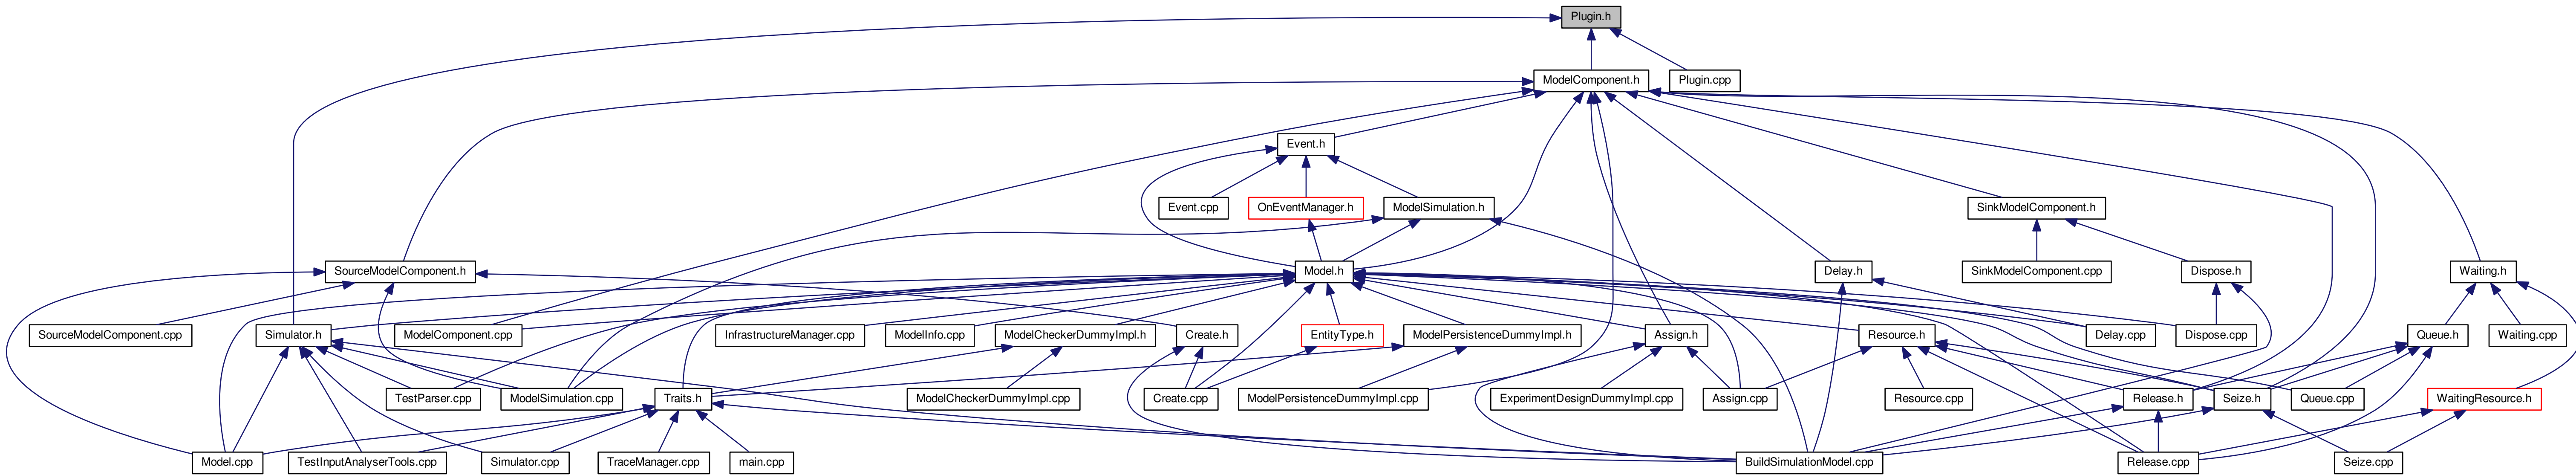 Plugin.h
ModelComponent.h
Plugin.cpp
Event.h
Event.cpp
OnEventManager.h
ModelSimulation.h
SinkModelComponent.h
SourceModelComponent.h
Model.h
Delay.h
SinkModelComponent.cpp
Dispose.h
Waiting.h
SourceModelComponent.cpp
Simulator.h
ModelComponent.cpp
InfrastructureManager.cpp
ModelInfo.cpp
ModelCheckerDummyImpl.h
Create.h
EntityType.h
ModelPersistenceDummyImpl.h
Assign.h
Resource.h
Delay.cpp
Dispose.cpp
Queue.h
Waiting.cpp
TestParser.cpp
ModelSimulation.cpp
Traits.h
ModelCheckerDummyImpl.cpp
Create.cpp
ModelPersistenceDummyImpl.cpp
ExperimentDesignDummyImpl.cpp
Assign.cpp
Resource.cpp
Release.h
Seize.h
Queue.cpp
WaitingResource.h
Model.cpp
TestInputAnalyserTools.cpp
Simulator.cpp
TraceManager.cpp
main.cpp
BuildSimulationModel.cpp
Release.cpp
Seize.cpp